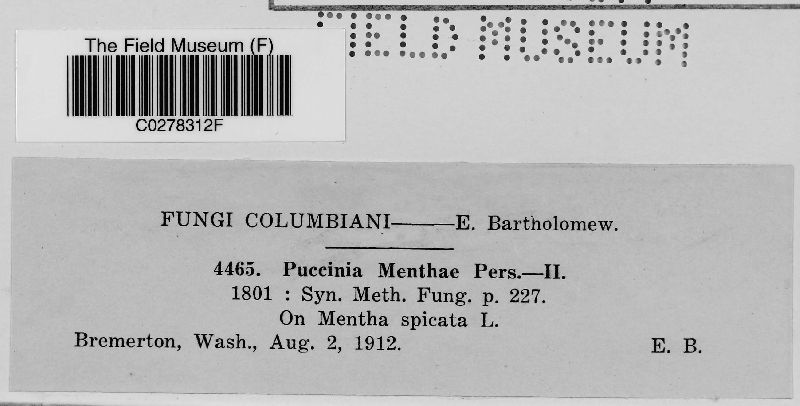 FIELD MUSEUM
The Field Museum (F)
C0278312F
FUNGI COLUMBIANI——E. Bartholomew.
4465. Puccinia Menthae Pers.—II.
1801 : Syn. Meth. Fung. p. 227.
On Mentha spicata L.
Bremerton, Wash., Aug. 2, 1912. E. B.